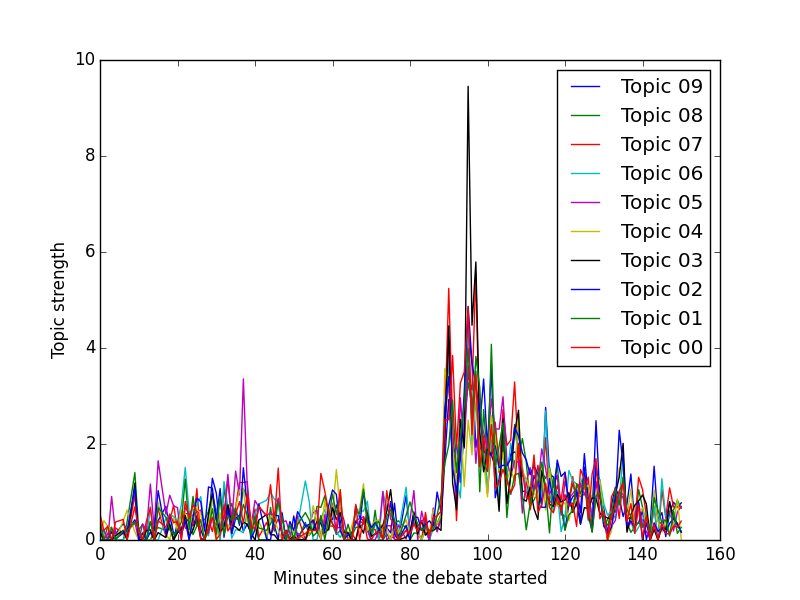 10
8
6
4
2
0
0 20 40 60 80 100 120 140 160
Topic strength
Minutes since the debate started
Topic 09
Topic 08
Topic 07
Topic 06
Topic 05
Topic 04
Topic 03
Topic 02
Topic 01
Topic 00